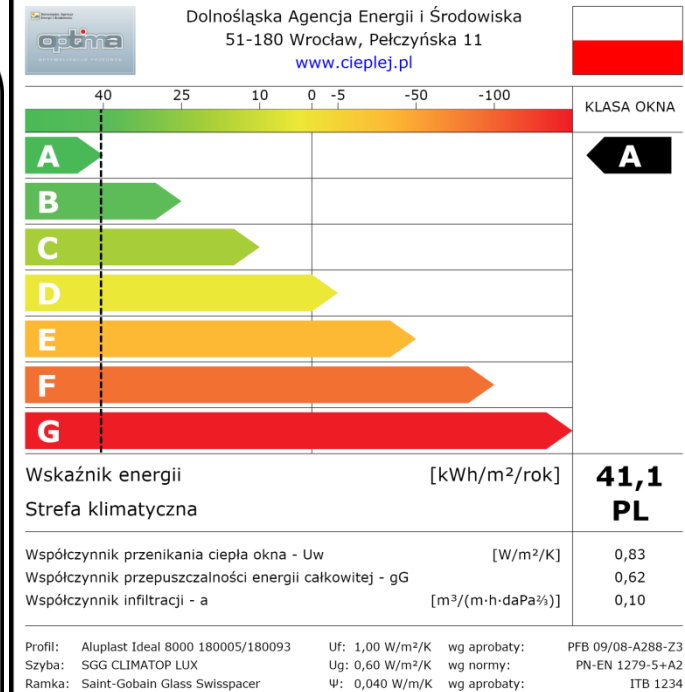 optima
OPTYMALIZACJA PRZEGRÓD
Dolnośląska Agencja Energii i Środowiska
51-180 Wrocław, Pełczyńska 11
www.cieplej.pl
40 25 10 0 -5 -50 -100
KLASA OKNA
A
A
B
C
D
E
F
G
Wskaźnik energii [kWh/m²/rok] 41,1
Strefa klimatyczna PL
Współczynnik przenikania ciepła okna - Uw [W/m²/K] 0,83
Współczynnik przepuszczalności energii całkowitej - gG 0,62
Współczynnik infiltracji - a [m³/(m·h·daPa⅔)] 0,10
Profil: Aluplast Ideal 8000 180005/180093 Uf: 1,00 W/m²/K wg aprobaty: PFB 09/08-A288-Z3
Szyba: SGG CLIMATOP LUX Ug: 0,60 W/m²/K wg normy: PN-EN 1279-5+A2
Ramka: Saint-Gobain Glass Swisspacer Ψ: 0,040 W/m/K wg aprobaty: ITB 1234